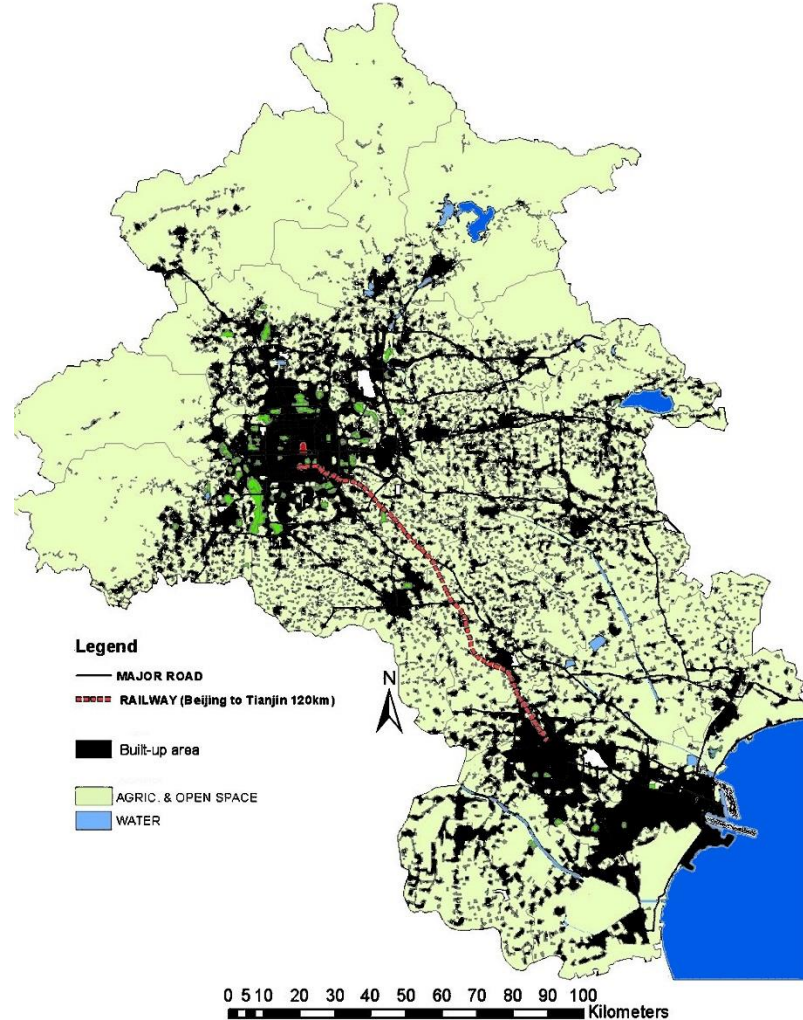 Legend
MAJOR ROAD
RAILWAY (Beijing to Tianjin 120km)
Built-up area
AGRIC. & OPEN SPACE
WATER
N
0 5 10 20 30 40 50 60 70 80 90 100
Kilometers